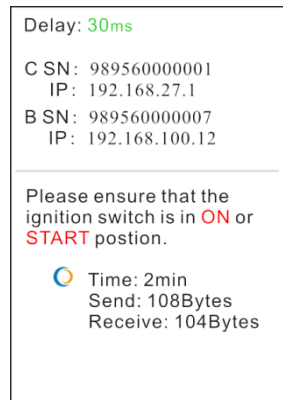 Delay: 30ms
C SN: 989560000001
IP: 192.168.27.1
B SN: 989560000007
IP: 192.168.100.12
Please ensure that the
ignition switch is in ON or
START postion.
Time: 2min
Send: 108Bytes
Receive: 104Bytes